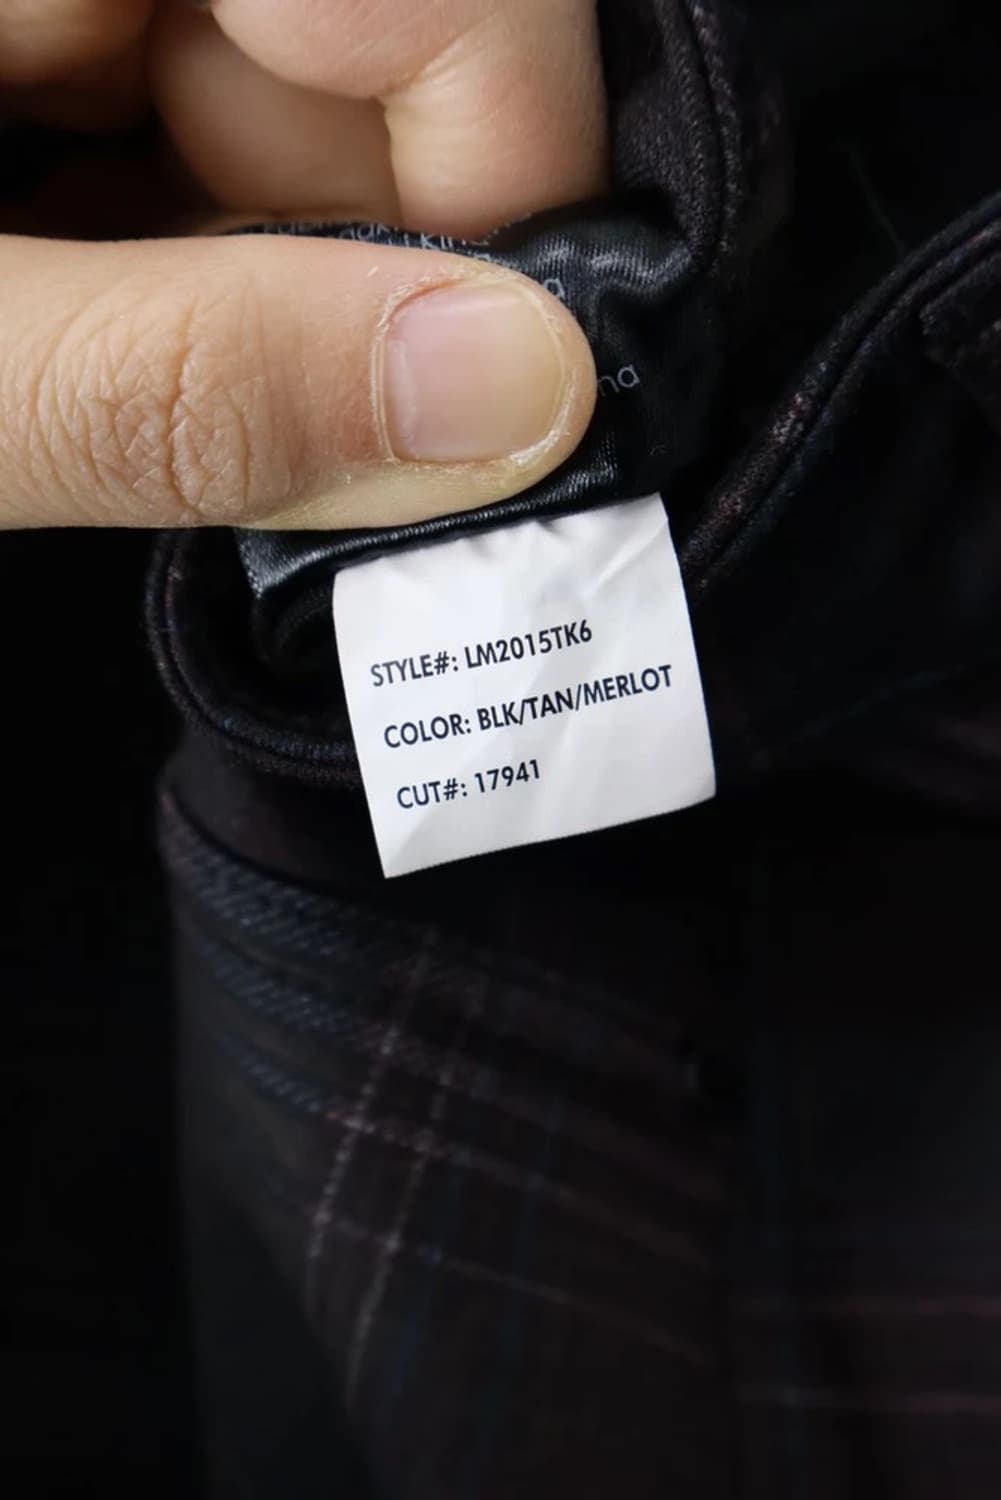 STYLE#: LM2015TK6
COLOR: BLK/TAN/MERLOT
CUT#: 17941